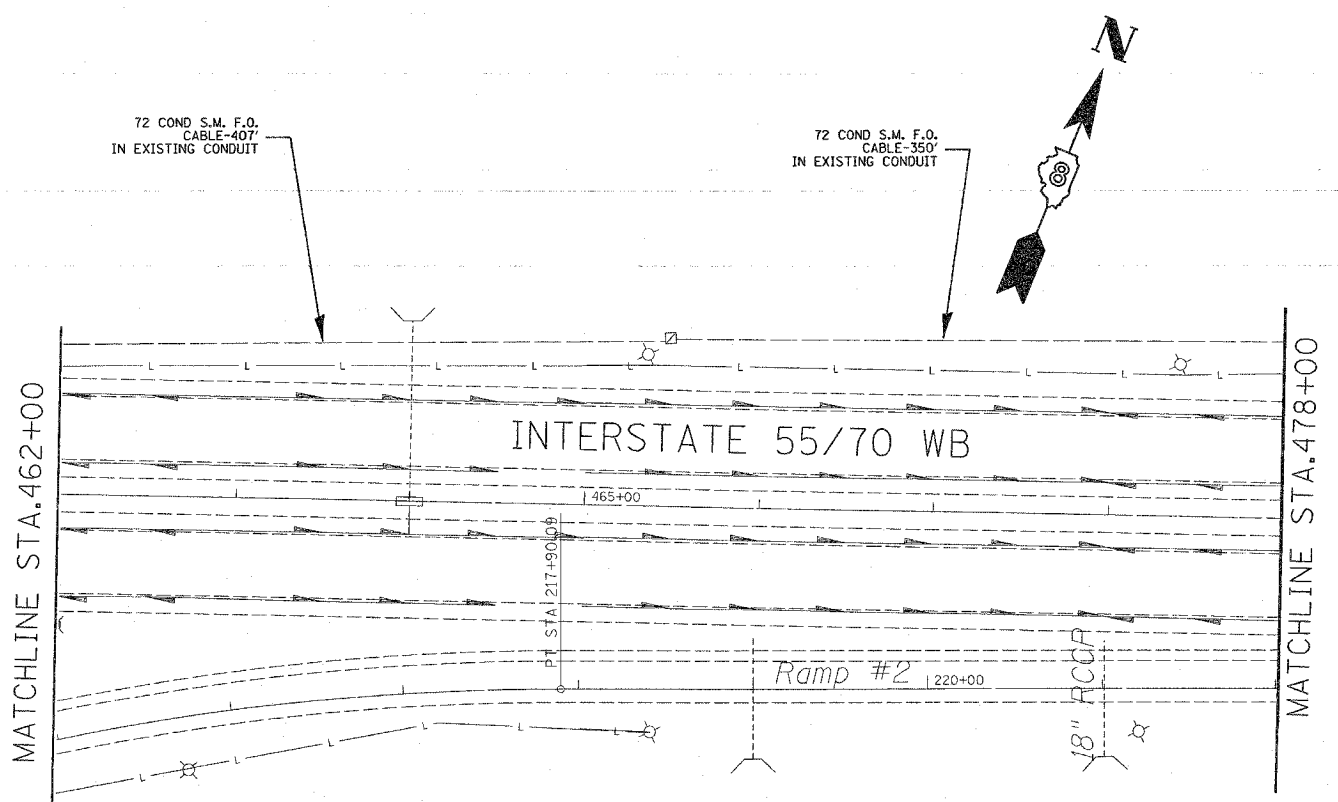 N
72 COND S.M. F.O.
CABLE-407'
IN EXISTING CONDUIT
72 COND S.M. F.O.
CABLE-350'
IN EXISTING CONDUIT
MATCHLINE STA.462+00
L L L L L L L L L L L L
INTERSTATE 55/70 WB
465+00
PT STA 217+90.09
Ramp #2
220+00
18" RCCP
L L L L L
MATCHLINE STA.478+00